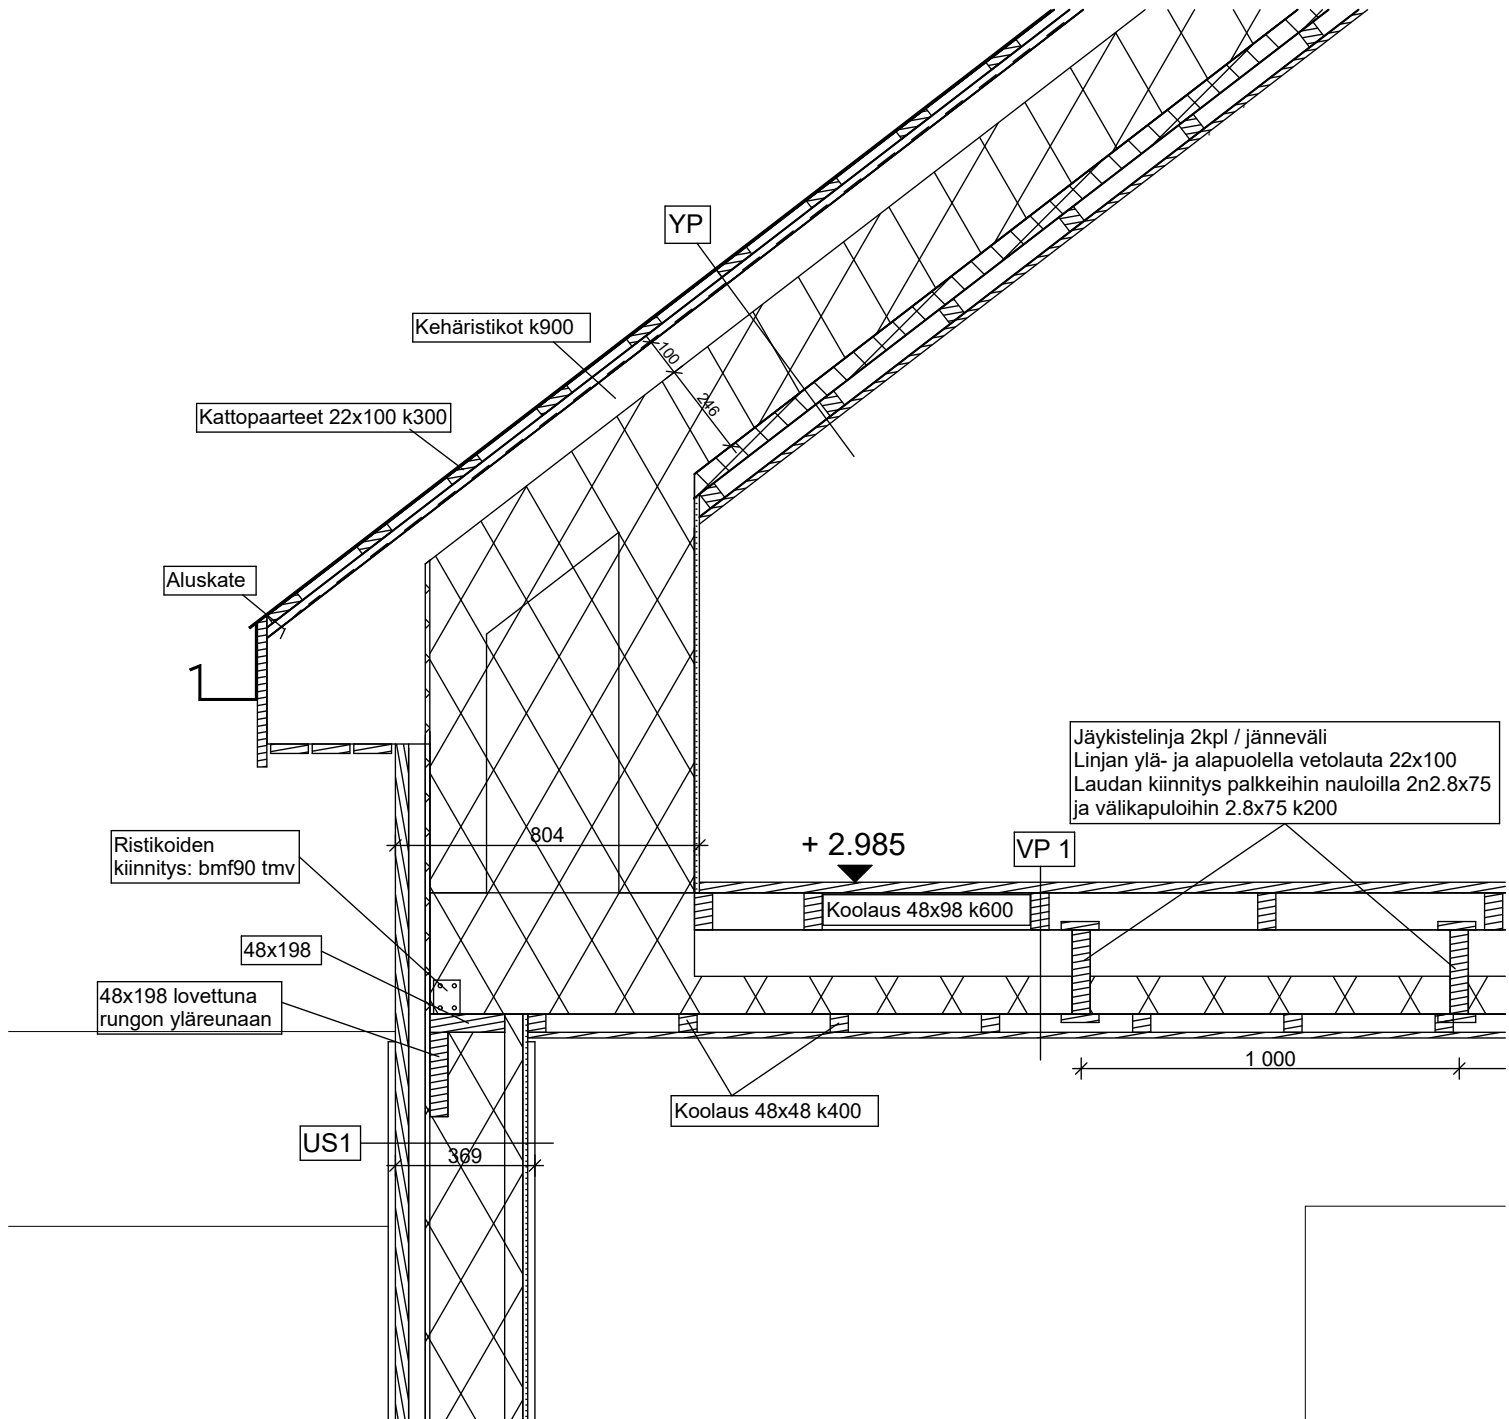 YP
Kehäristikot k900
100
246
Kattopaarteet 22x100 k300
Aluskate
Jäykistelinja 2kpl / jänneväli
Linjan ylä- ja alapuolella vetolauta 22x100
Laudan kiinnitys palkkeihin nauloilla 2n2.8x75
ja välikapuloihin 2.8x75 k200
804
+ 2.985
VP 1
Ristikoiden
kiinnitys: bmf90 tmv
Koolaus 48x98 k600
48x198
48x198 lovettuna
rungon yläreunaan
1 000
Koolaus 48x48 k400
US1
369